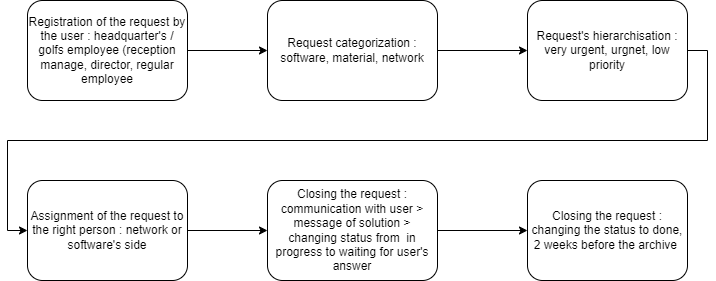 Registration of the request by
the user : headquarter's /
golfs employee (reception
manage, director, regular
employee
Request categorization :
software, material, network
Request's hierarchisation :
very urgent, urgnet, low
priority
Assignment of the request to
the right person : network or
software's side
Closing the request :
communication with user >
message of solution >
changing status from in
progress to waiting for user's
answer
Closing the request :
changing the status to done,
2 weeks before the archive